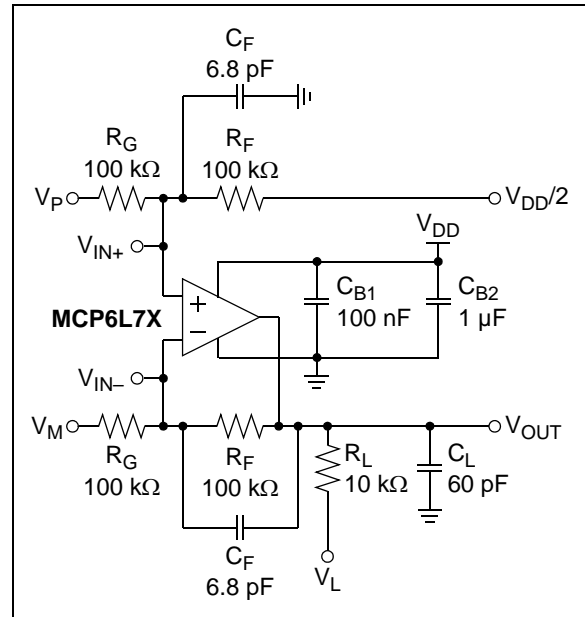 C_F
6.8 pF
R_G
100 kΩ
R_F
100 kΩ
V_P
V_DD/2
V_IN+
V_DD
MCP6L7X
+
–
C_B1
100 nF
C_B2
1 µF
V_IN–
V_M
V_OUT
R_G
100 kΩ
R_F
100 kΩ
R_L
10 kΩ
C_L
60 pF
C_F
6.8 pF
V_L